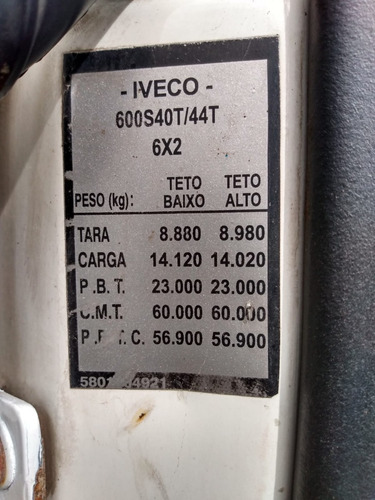 - IVECO -
600S40T/44T
6X2
PESO (kg): TETO BAIXO TETO ALTO
TARA 8.880 8.980
CARGA 14.120 14.020
P.B.T. 23.000 23.000
C.M.T. 60.000 60.000
56.900 56.900